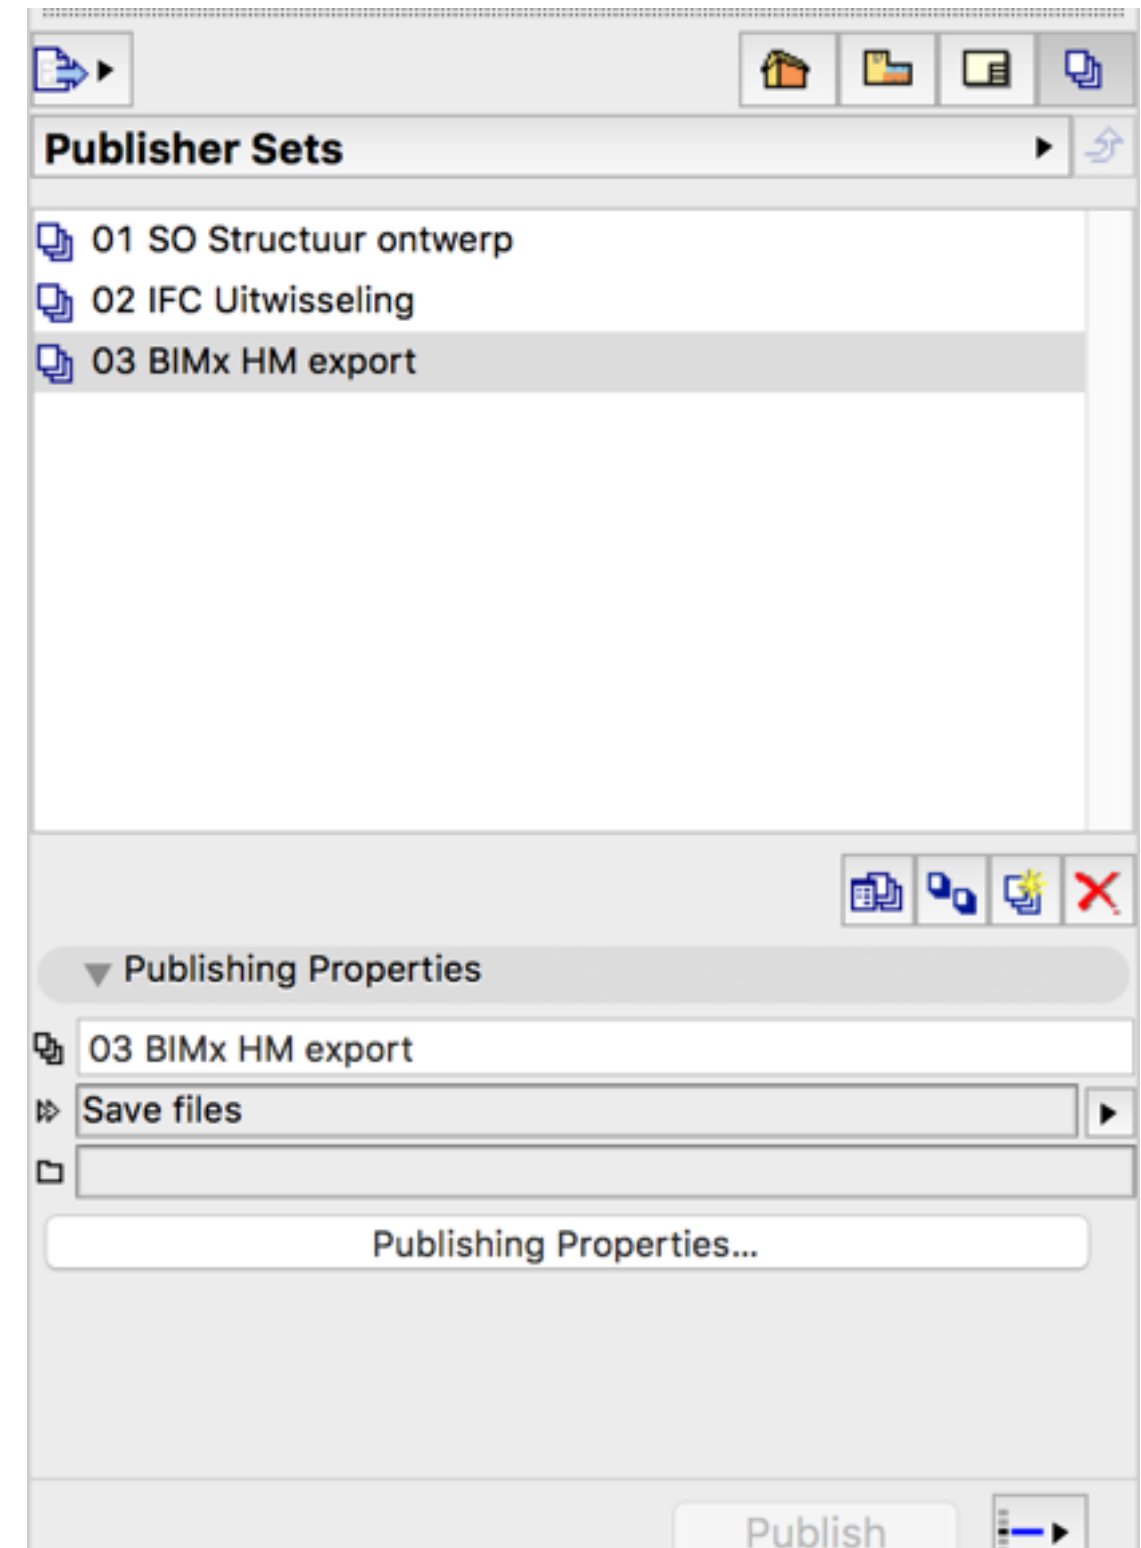 Publisher Sets
01 SO Structuur ontwerp
02 IFC Uitwisseling
03 BIMx HM export
Publishing Properties
03 BIMx HM export
Save files
Publishing Properties...
Publish